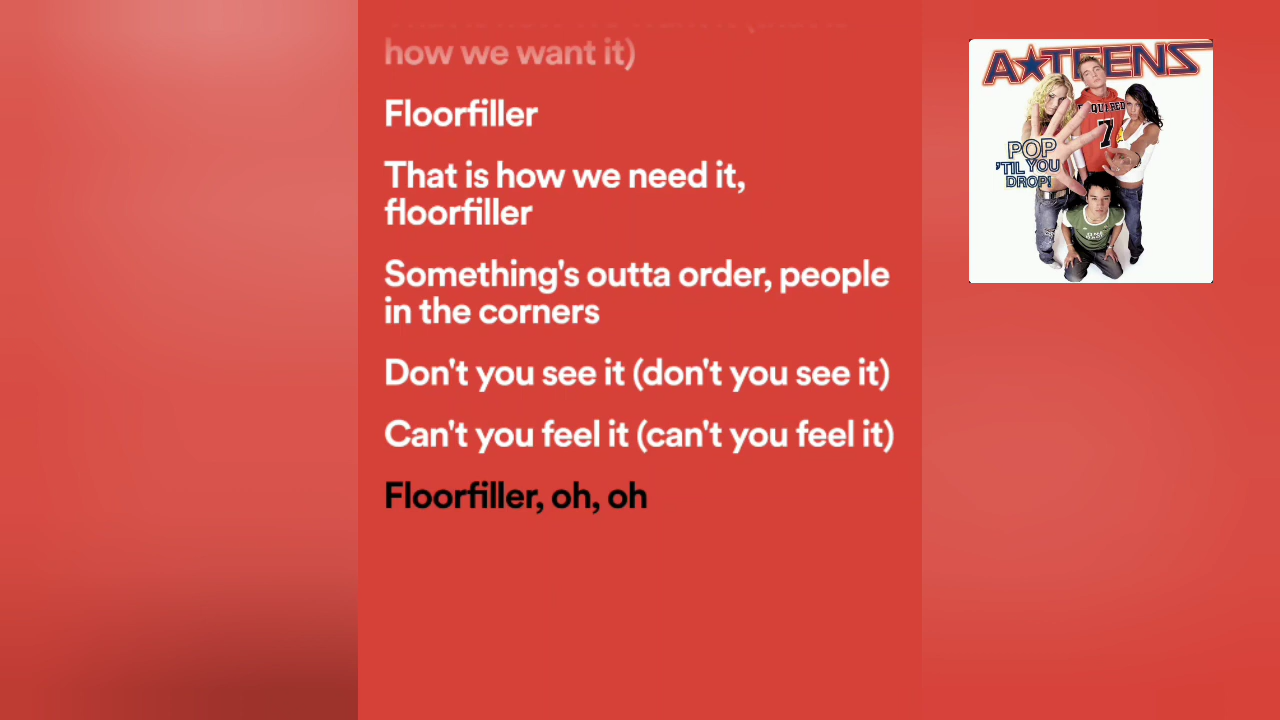 how we want it)
Floorfiller
That is how we need it,
floorfiller
Something's outta order, people
in the corners
Don't you see it (don't you see it)
Can't you feel it (can't you feel it)
Floorfiller, oh, oh
A★TEENS
POP
'TIL YOU
DROP!
7